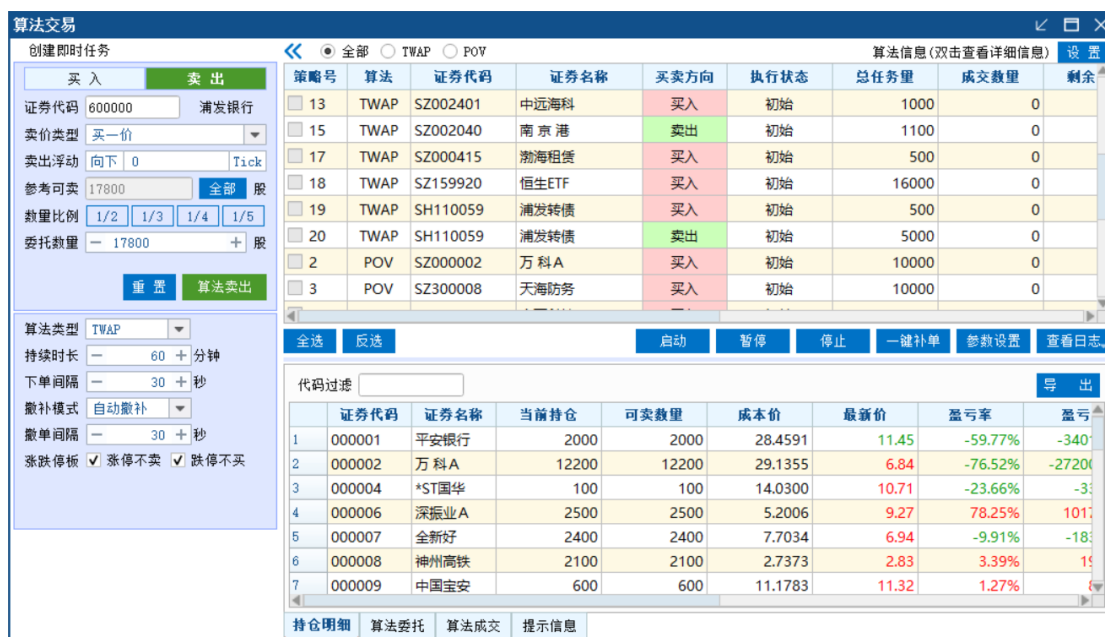 算法交易
创建即时任务
买 入 卖 出
证券代码 600000 浦发银行
卖价类型 买一价
卖出浮动 向下 0 Tick
参考可卖 17800 全部 股
数量比例 1/2 1/3 1/4 1/5
委托数量 — 17800 + 股
重 置 算法卖出
算法类型 TWAP
持续时长 — 60 + 分钟
下单间隔 — 30 + 秒
撤补模式 自动撤补
撤单间隔 — 30 + 秒
涨跌停板 涨停不卖 跌停不买
全部 TWAP POV 算法信息(双击查看详细信息) 设 置
策略号 算法 证券代码 证券名称 买卖方向 执行状态 总任务量 成交数量 剩余
13 TWAP SZ002401 中远海科 买入 初始 1000 0
15 TWAP SZ002040 南 京 港 卖出 初始 1100 0
17 TWAP SZ000415 渤海租赁 买入 初始 500 0
18 TWAP SZ159920 恒生ETF 买入 初始 16000 0
19 TWAP SH110059 浦发转债 买入 初始 500 0
20 TWAP SH110059 浦发转债 卖出 初始 5000 0
2 POV SZ000002 万 科A 买入 初始 10000 0
3 POV SZ300008 天海防务 买入 初始 10000 0
全选 反选 启动 暂停 停止 一键补单 参数设置 查看日志
代码过滤 导 出
证券代码 证券名称 当前持仓 可卖数量 成本价 最新价 盈亏率 盈亏
1 000001 平安银行 2000 2000 28.4591 11.45 -59.77% -340
2 000002 万 科A 12200 12200 29.1355 6.84 -76.52% -27200
3 000004 *ST国华 100 100 14.0300 10.71 -23.66% -3
4 000006 深振业A 2500 2500 5.2006 9.27 78.25% 1017
5 000007 全新好 2400 2400 7.7034 6.94 -9.91% -18
6 000008 神州高铁 2100 2100 2.7373 2.83 3.39% 19
7 000009 中国宝安 600 600 11.1783 11.32 1.27%
持仓明细 算法委托 算法成交 提示信息